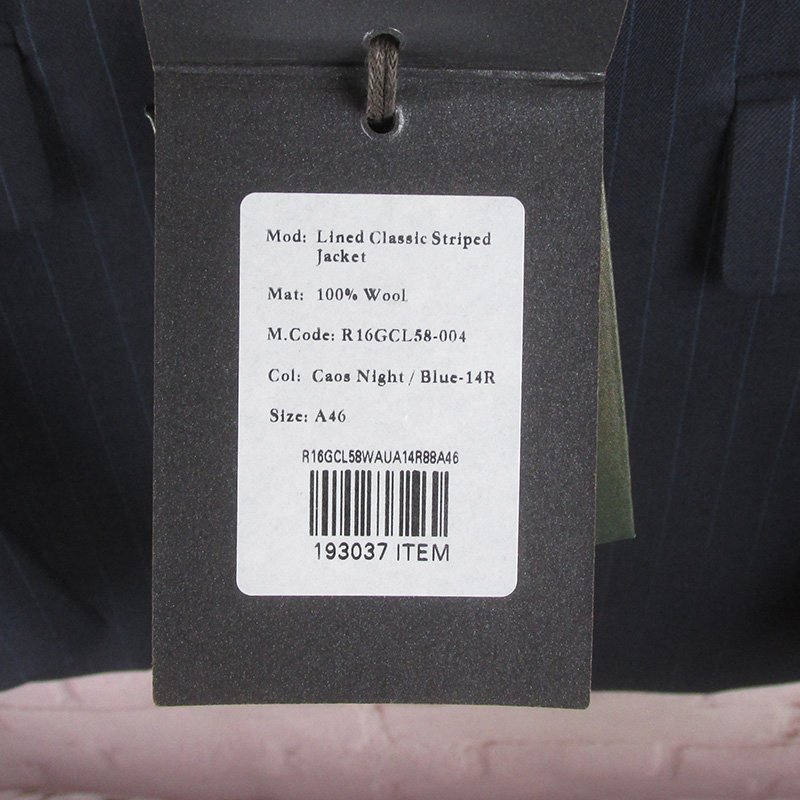 Mod: Lined Classic Striped
Jacket
Mat: 100% Wool
M.Code: R16GCL58-004
Col: Caos Night / Blue-14R
Size: A46
R16GCL58WAUA14R88A46
193037 ITEM